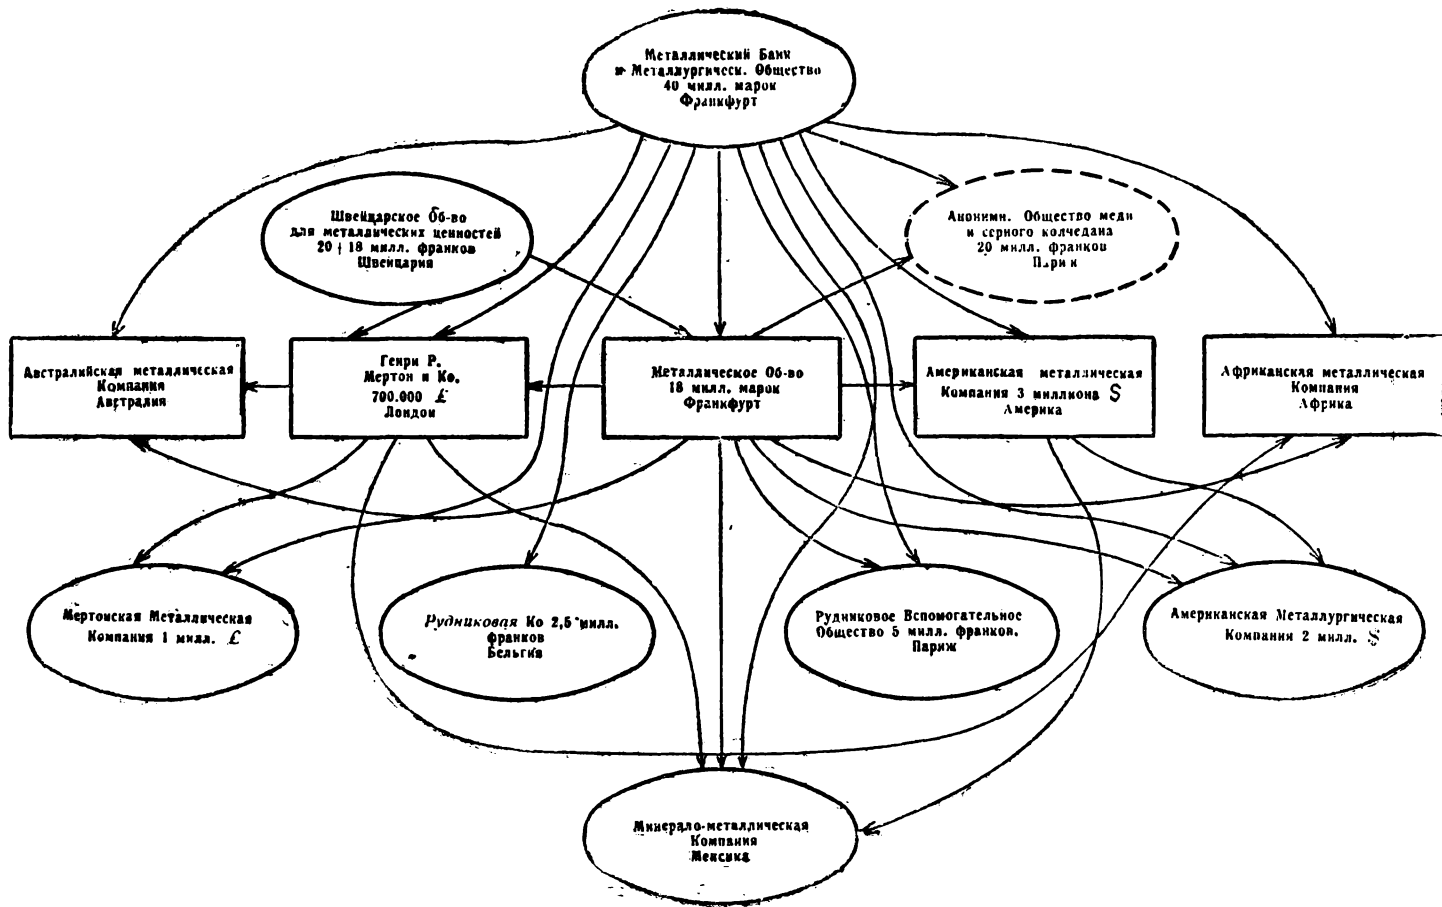 Металлический Банк
и Металлургическ. Общество
40 милл. марок
Франкфурт
Швейцарское Об-во
для металлических ценностей
20 + 18 милл. франков
Швейцария
Анонимн. Общество меди
и серного колчедана
20 милл. франков
Париж
Австралийская металлическая
Компания
Австралия
Генри Р.
Мертон и Ко.
700.000 £
Лондон
Металлическое Об-во
18 милл. марок
Франкфурт
Американская металлическая
Компания 3 миллиона $
Америка
Африканская металлическая
Компания
Африка
Мертонская Металлическая
Компания 1 милл. £
Рудниковая Ко 2,5 милл.
франков
Бельгия
Рудниковое Вспомогательное
Общество 5 милл. франков.
Париж
Американская Металлургическая
Компания 2 милл. $
Минерало-металлическая
Компания
Мексика